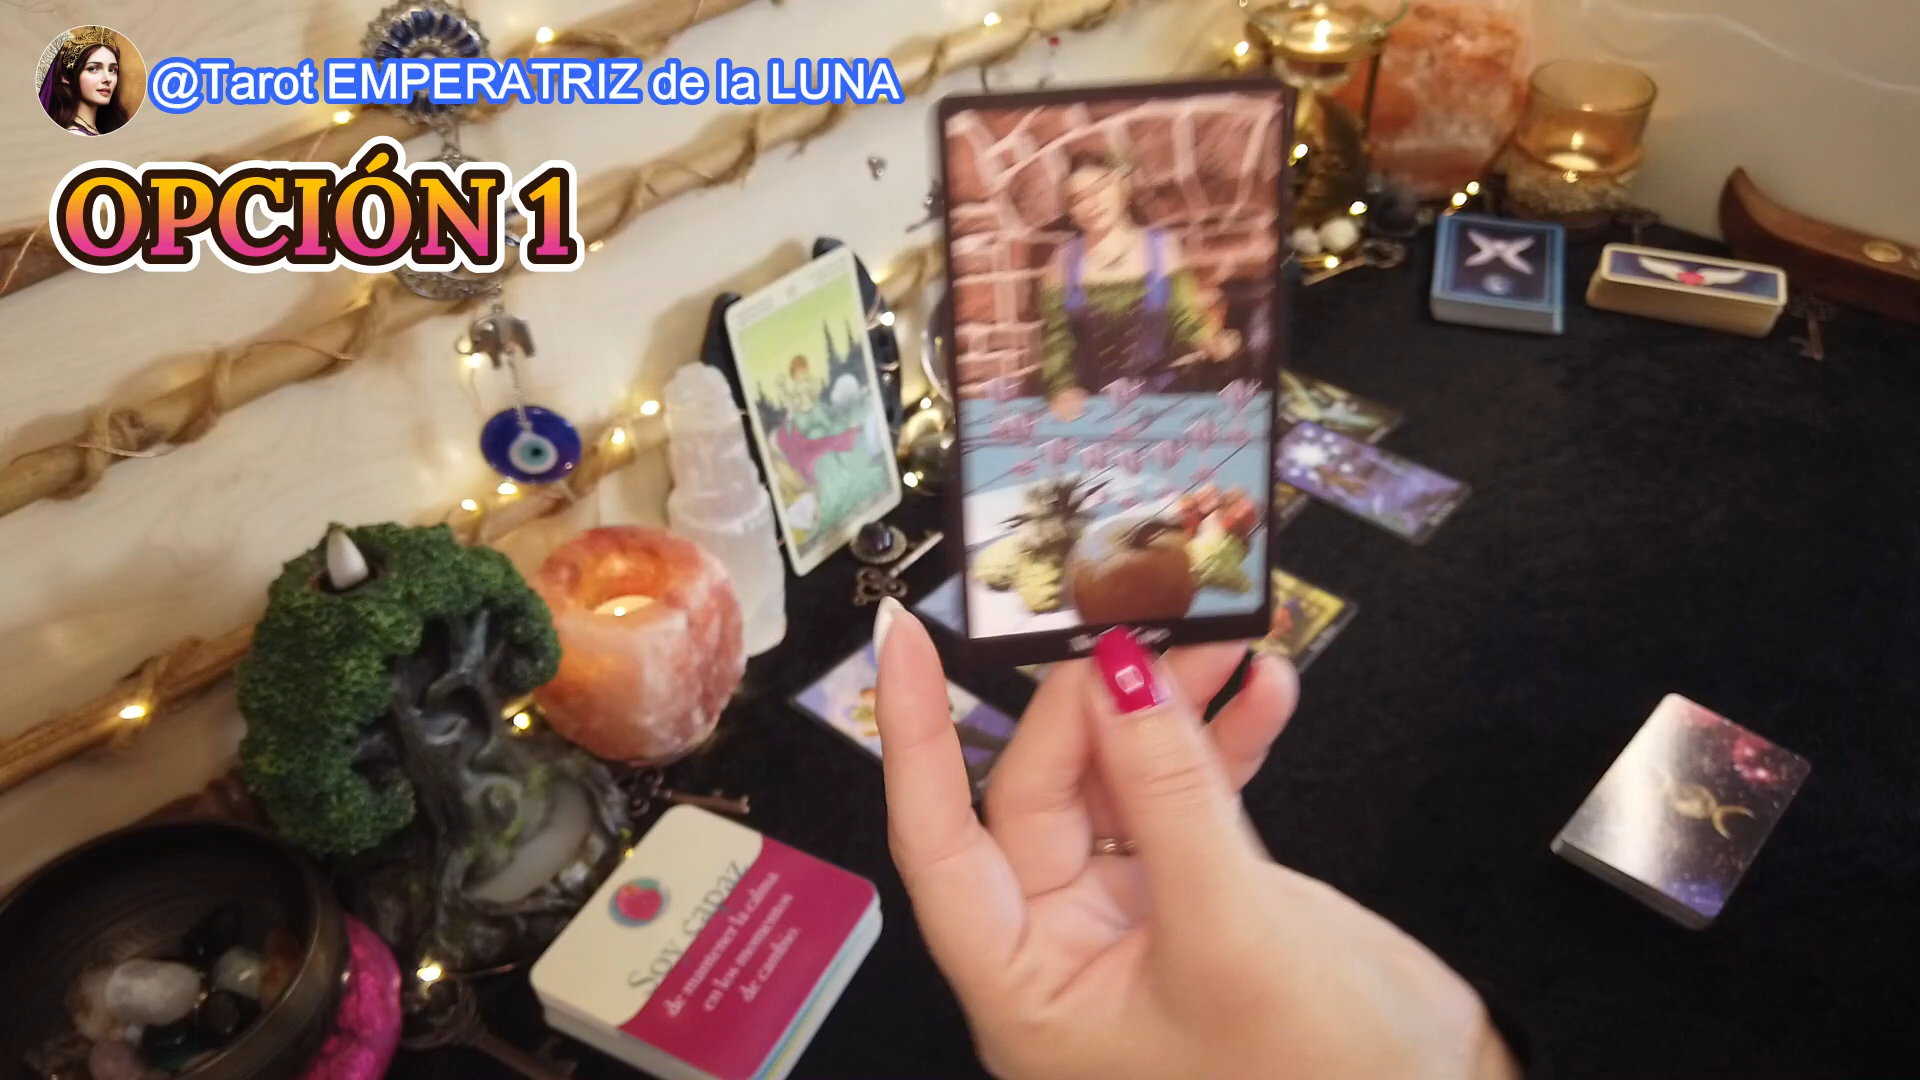 @Tarot EMPERATRIZ de la LUNA
OPCIÓN 1
Soy capaz
de mantener la calma
en los momentos
de cambio.